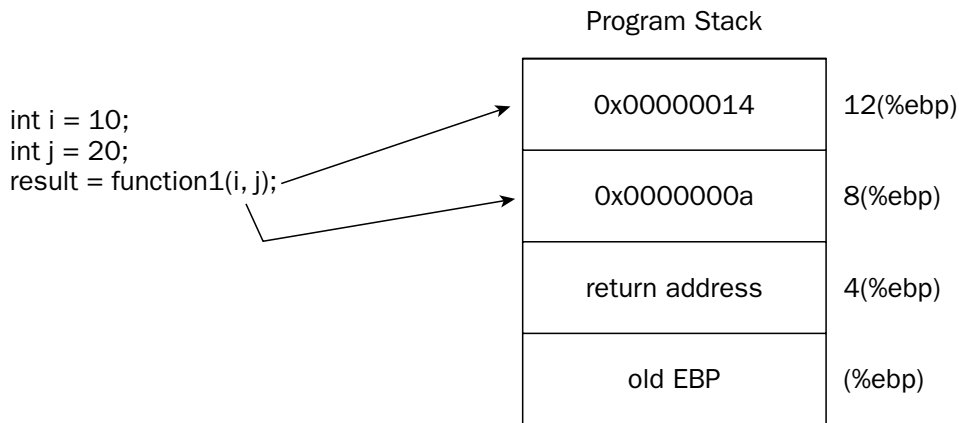 Program Stack
int i = 10;
int j = 20;
result = function1(i, j);
0x00000014
12(%ebp)
0x0000000a
8(%ebp)
return address
4(%ebp)
old EBP
(%ebp)